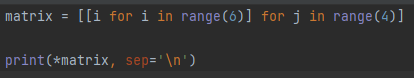 matrix = [[i for i in range(6)] for j in range(4)]
print(*matrix, sep='\n')